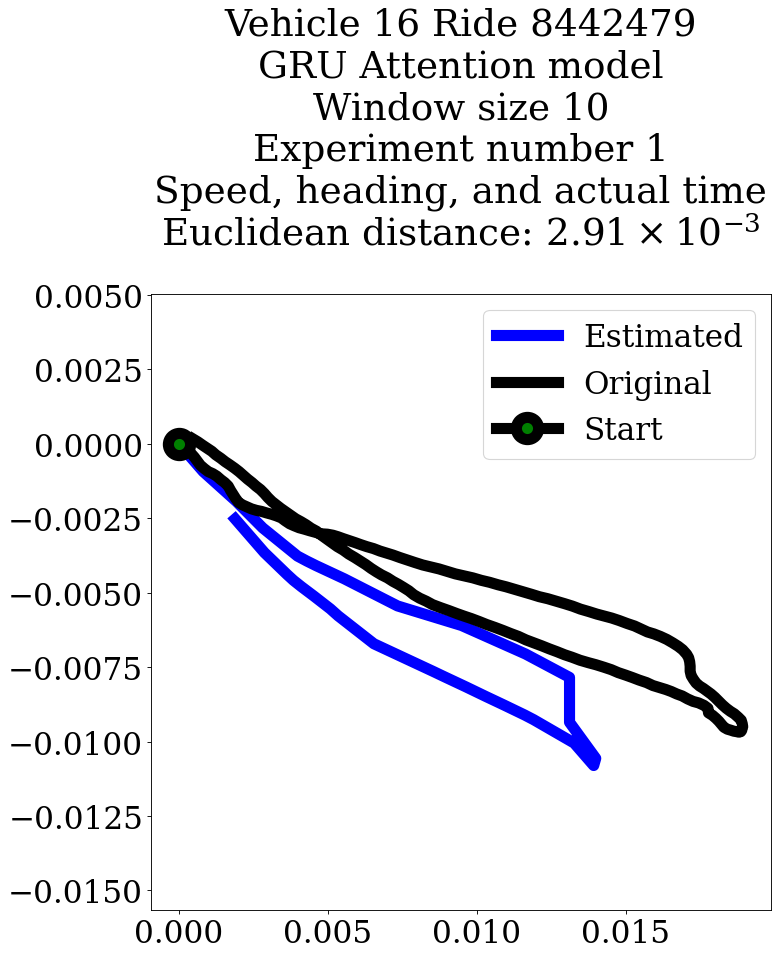 Vehicle 16 Ride 8442479
GRU Attention model
Window size 10
Experiment number 1
Speed, heading, and actual time
Euclidean distance: 2.91 × 10⁻³
Estimated
Original
Start
0.0050
0.0025
0.0000
−0.0025
−0.0050
−0.0075
−0.0100
−0.0125
−0.0150
0.000 0.005 0.010 0.015